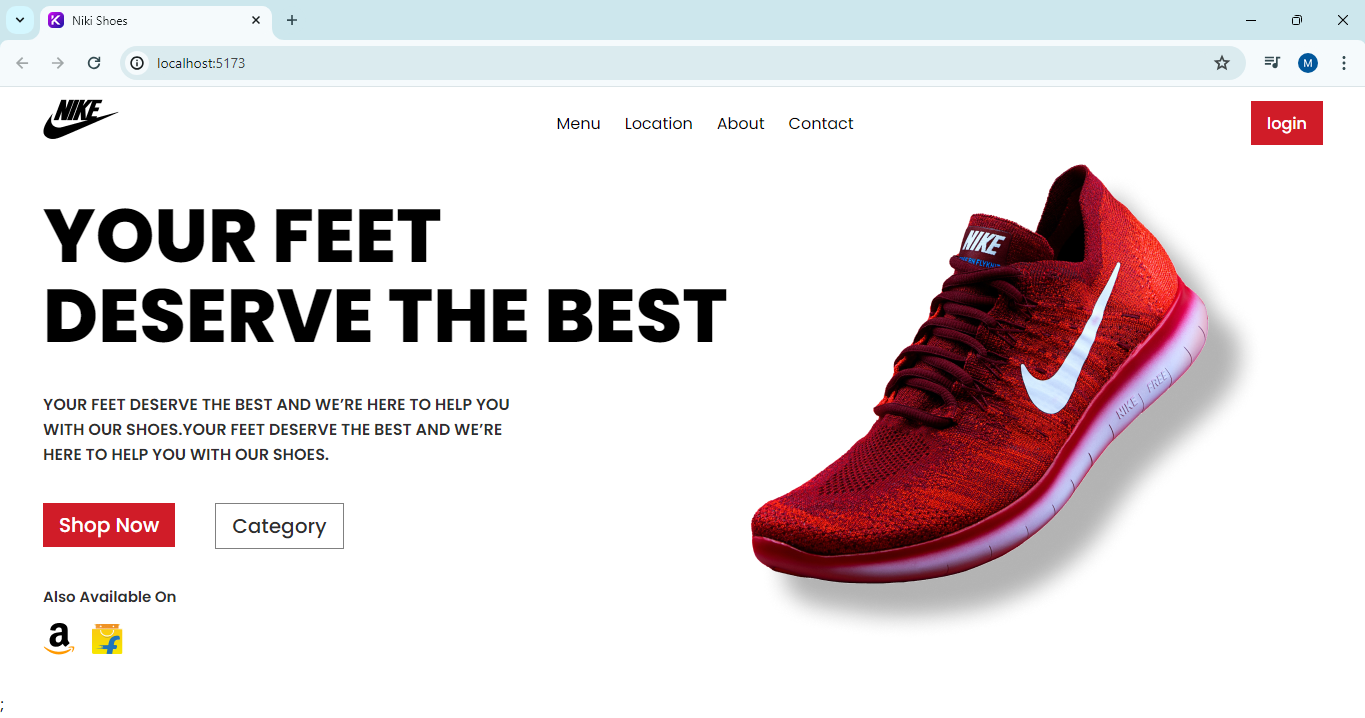 Niki Shoes
localhost:5173
M
NIKE
Menu Location About Contact
login
YOUR FEET
DESERVE THE BEST
NIKE
NIKE FREE
YOUR FEET DESERVE THE BEST AND WE’RE HERE TO HELP YOU
WITH OUR SHOES.YOUR FEET DESERVE THE BEST AND WE’RE
HERE TO HELP YOU WITH OUR SHOES.
Shop Now
Category
Also Available On
a f
;